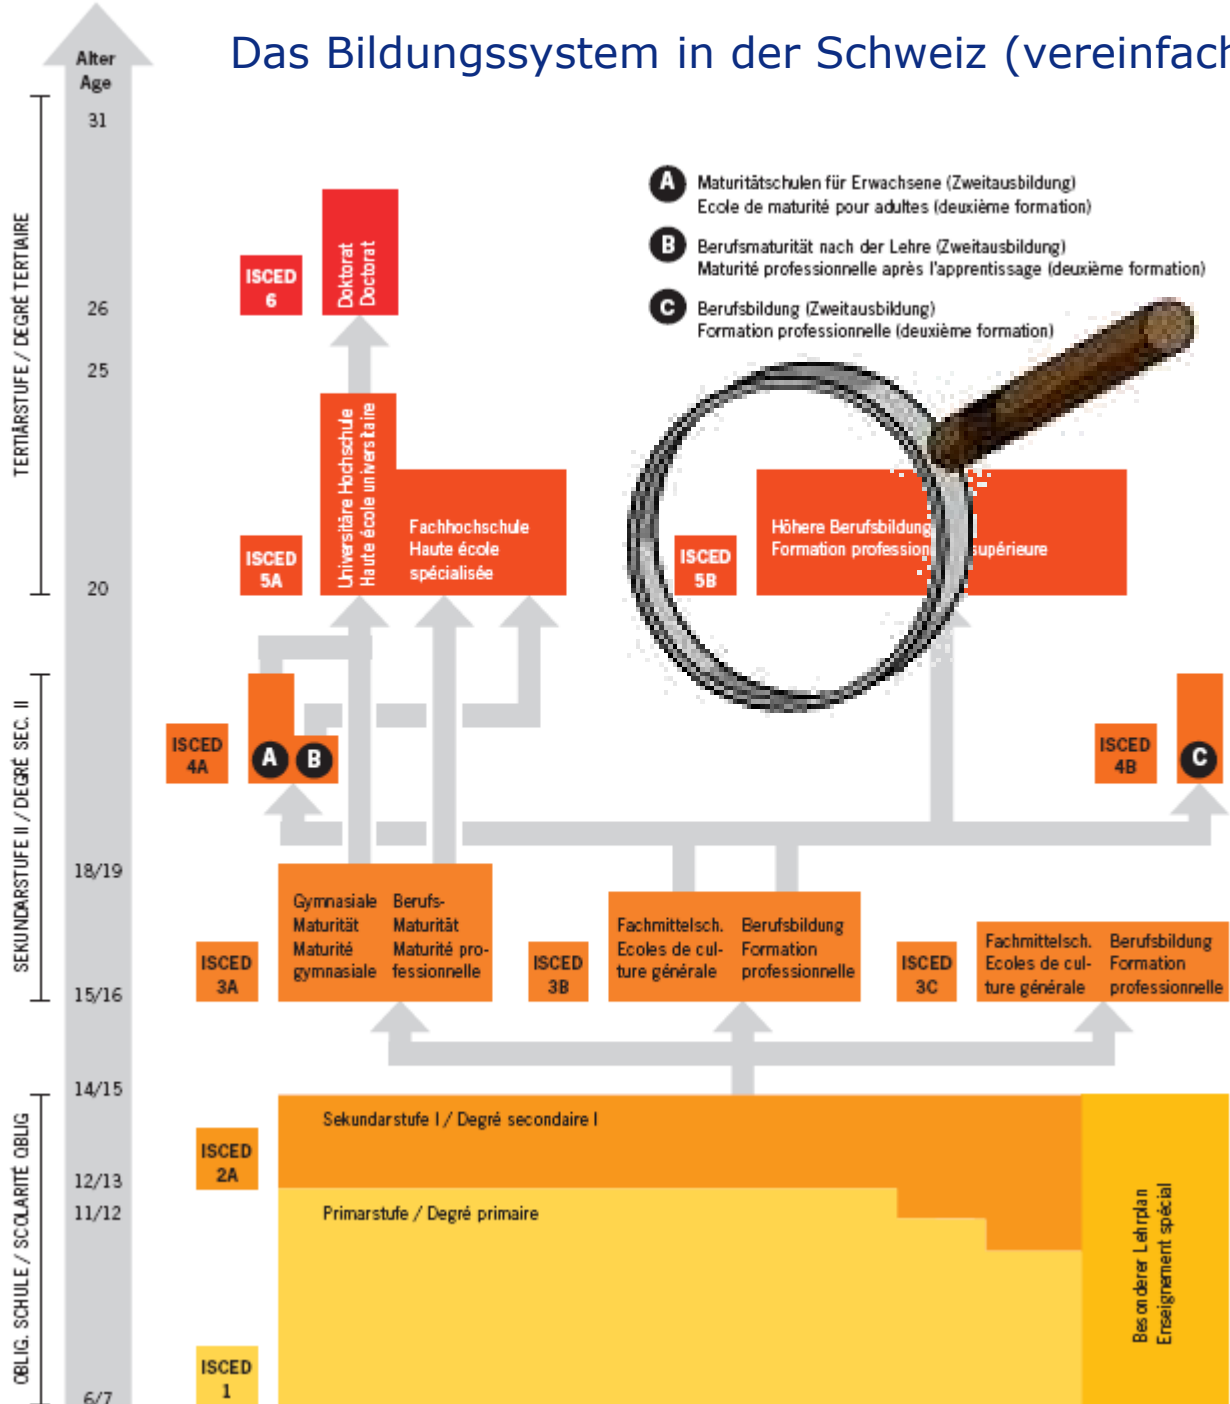 Das Bildungssystem in der Schweiz (vereinfach
Alter
Age
31
26
25
20
18/19
15/16
14/15
12/13
11/12
6/7
TERTIÄRSTUFE / DEGRÉ TERTIAIRE
SEKUNDARSTUFE II / DEGRÉ SEC. II
OBLIG. SCHULE / SCOLARITÉ OBLIG
A Maturitätschulen für Erwachsene (Zweitausbildung)
Ecole de maturité pour adultes (deuxième formation)
B Berufsmaturität nach der Lehre (Zweitausbildung)
Maturité professionnelle après l'apprentissage (deuxième formation)
C Berufsbildung (Zweitausbildung)
Formation professionnelle (deuxième formation)
ISCED
6
Doktorat
Doctorat
ISCED
5A
Universitäre Hochschule
Haute école universitaire
Fachhochschule
Haute école
spécialisée
ISCED
5B
Höhere Berufsbildung
Formation profession supérieure
ISCED
4A
A
B
ISCED
4B
C
ISCED
3A
Gymnasiale
Maturität
Maturité
gymnasiale
Berufs-
Maturität
Maturité pro-
fessionnelle
ISCED
3B
Fachmittelsch.
Ecoles de cul-
ture générale
Berufsbildung
Formation
professionnelle
ISCED
3C
Fachmittelsch.
Ecoles de cul-
ture générale
Berufsbildung
Formation
professionnelle
ISCED
2A
Sekundarstufe I / Degré secondaire I
Primarstufe / Degré primaire
ISCED
1
Besonderer Lehrplan
Enseignement spécial